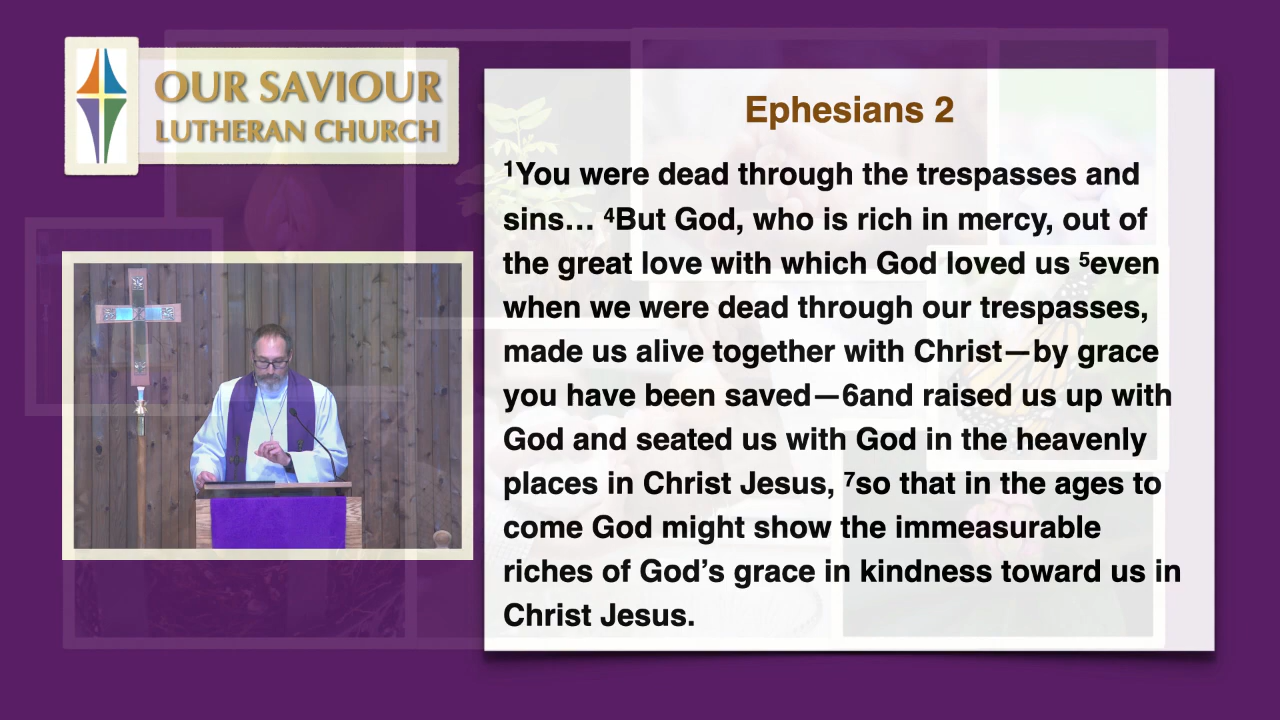 OUR SAVIOUR
LUTHERAN CHURCH
Ephesians 2
¹You were dead through the trespasses and
sins… ⁴But God, who is rich in mercy, out of
the great love with which God loved us ⁵even
when we were dead through our trespasses,
made us alive together with Christ—by grace
you have been saved—6and raised us up with
God and seated us with God in the heavenly
places in Christ Jesus, ⁷so that in the ages to
come God might show the immeasurable
riches of God’s grace in kindness toward us in
Christ Jesus.